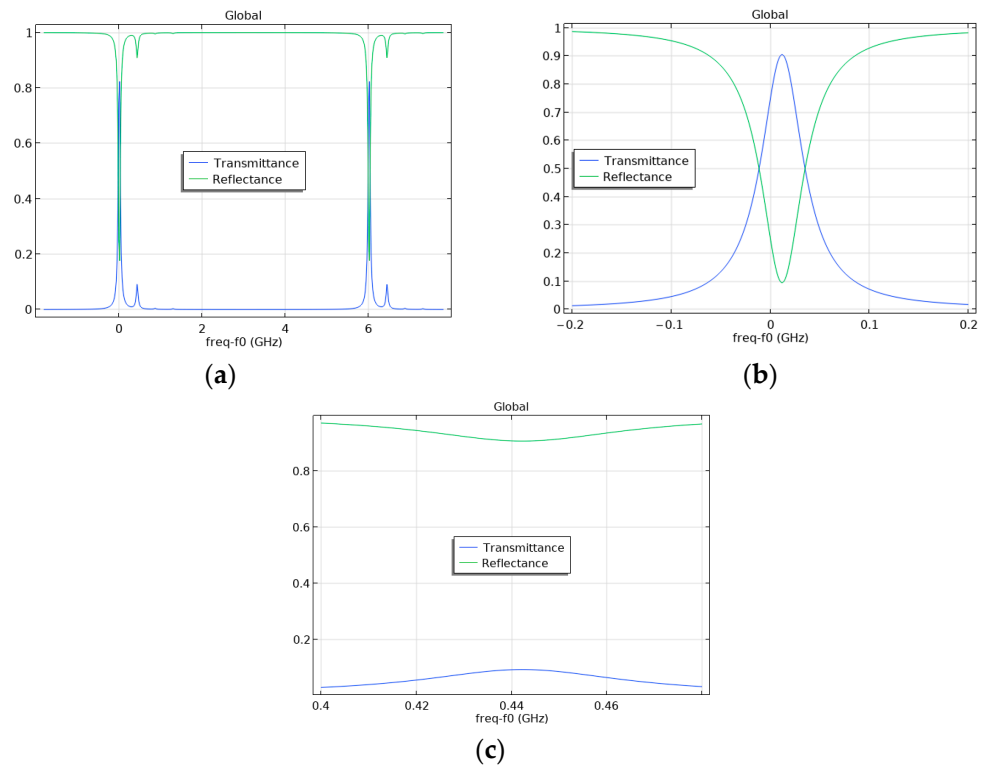 Global
1
0.8
0.6
0.4
0.2
0
Transmittance
Reflectance
0 2 4 6
freq-f0 (GHz)
(a)
Global
1
0.9
0.8
0.7
0.6
0.5
0.4
0.3
0.2
0.1
0
Transmittance
Reflectance
−0.2 −0.1 0 0.1 0.2
freq-f0 (GHz)
(b)
Global
0.8
0.6
0.4
0.2
Transmittance
Reflectance
0.4 0.42 0.44 0.46
freq-f0 (GHz)
(c)